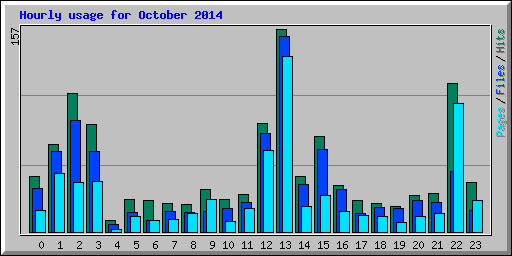 Hourly usage for October 2014
157
Pages / Files / Hits
0 1 2 3 4 5 6 7 8 9 10 11 12 13 14 15 16 17 18 19 20 21 22 23